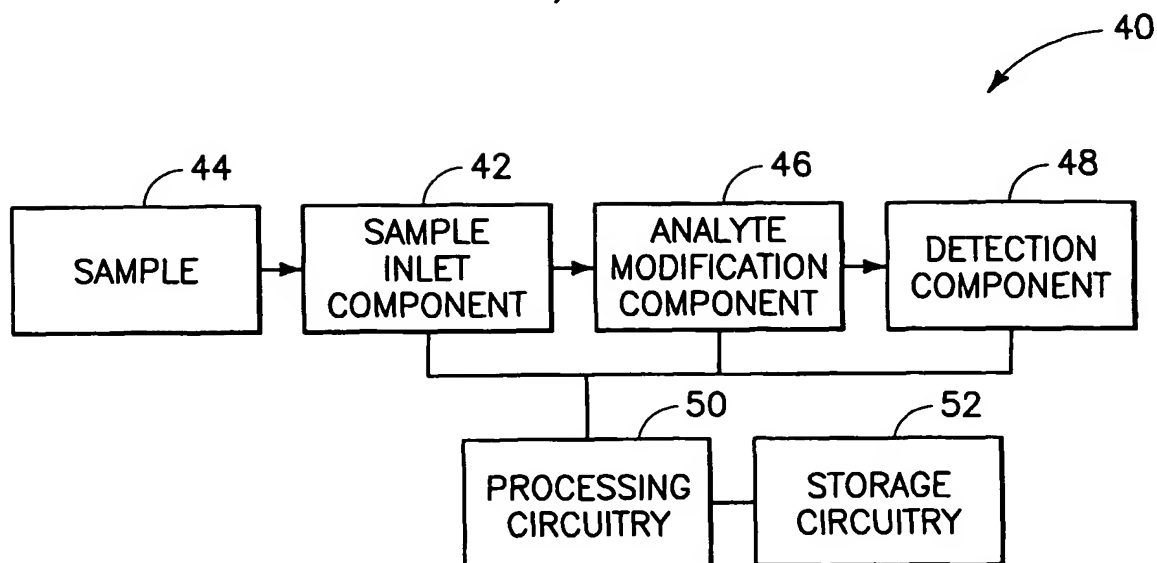 40
44
42
46
48
SAMPLE
SAMPLE
INLET
COMPONENT
ANALYTE
MODIFICATION
COMPONENT
DETECTION
COMPONENT
50
52
PROCESSING
CIRCUITRY
STORAGE
CIRCUITRY